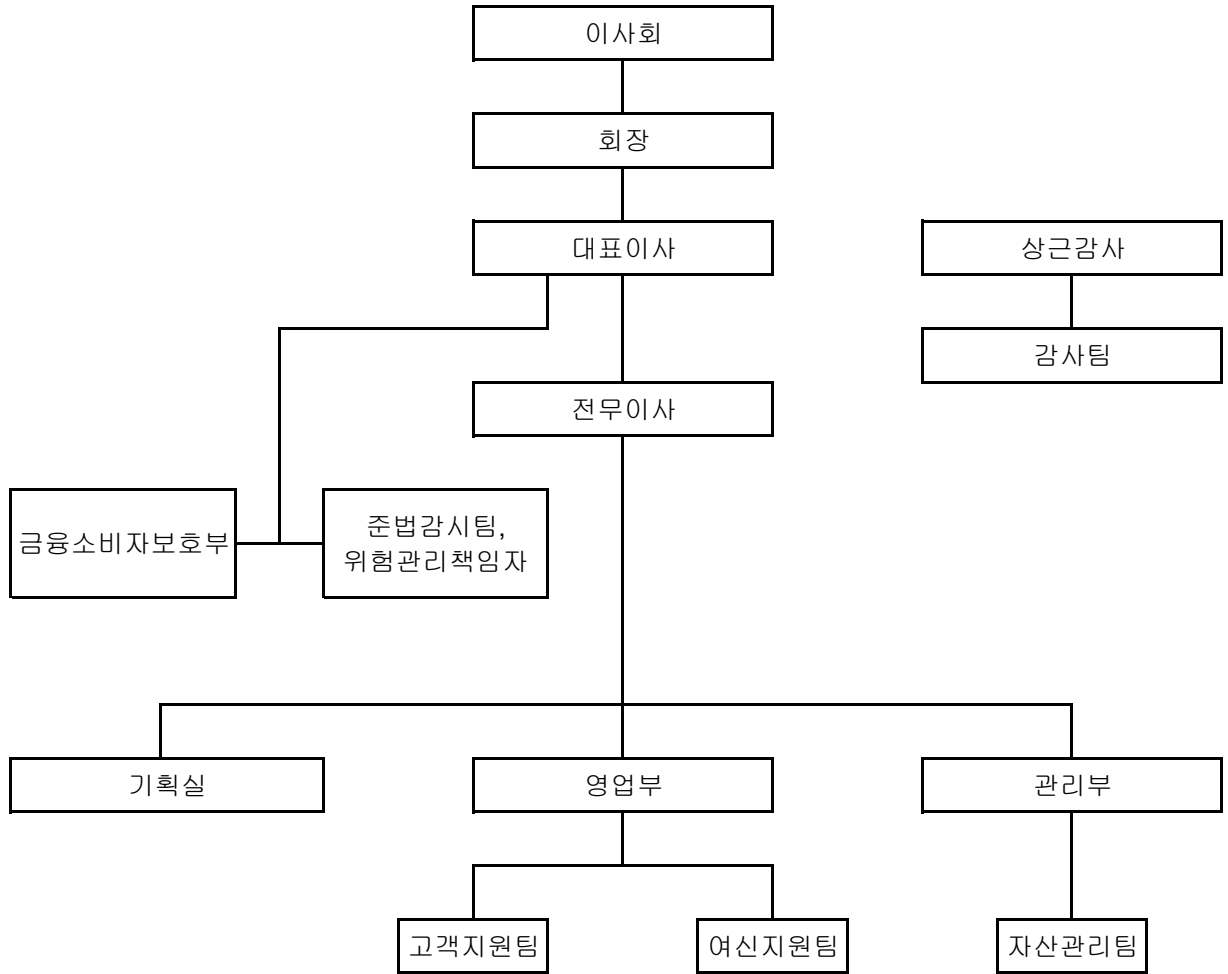 이사회
회장
대표이사
상근감사
감사팀
전무이사
금융소비자보호부
준법감시팀,
위험관리책임자
기획실
영업부
관리부
고객지원팀
여신지원팀
자산관리팀